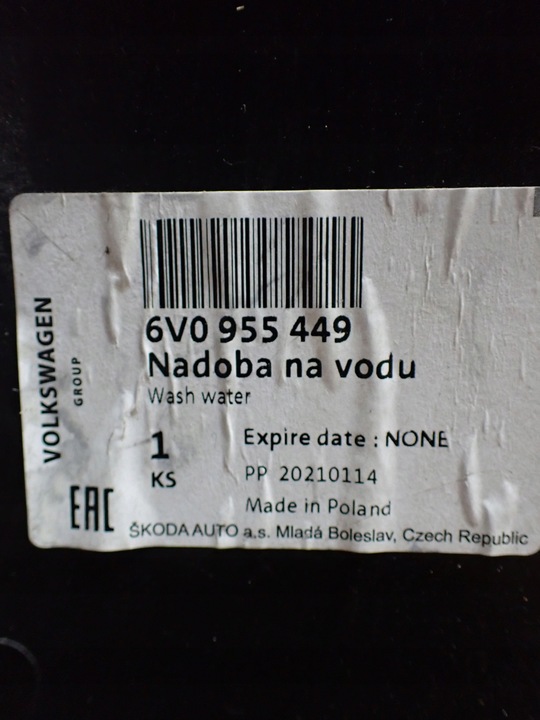 VOLKSWAGEN
GROUP
6V0 955 449
Nadoba na vodu
Wash water
1
KS
Expire date : NONE
PP 20210114
Made in Poland
EAC
ŠKODA AUTO a.s. Mladá Boleslav, Czech Republic